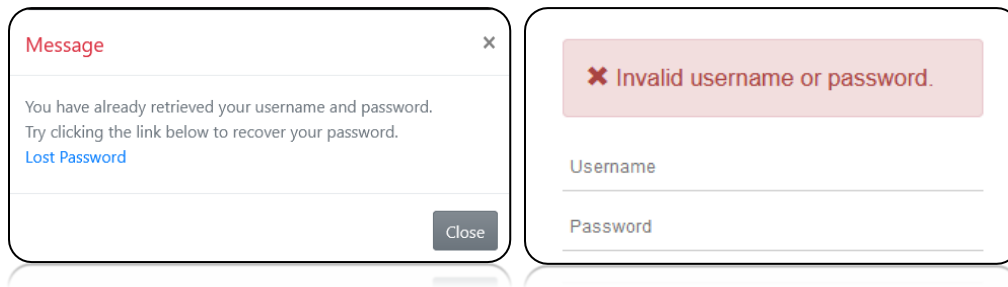 Message ×
You have already retrieved your username and password.
Try clicking the link below to recover your password.
Lost Password
Close
✖ Invalid username or password.
Username
Password